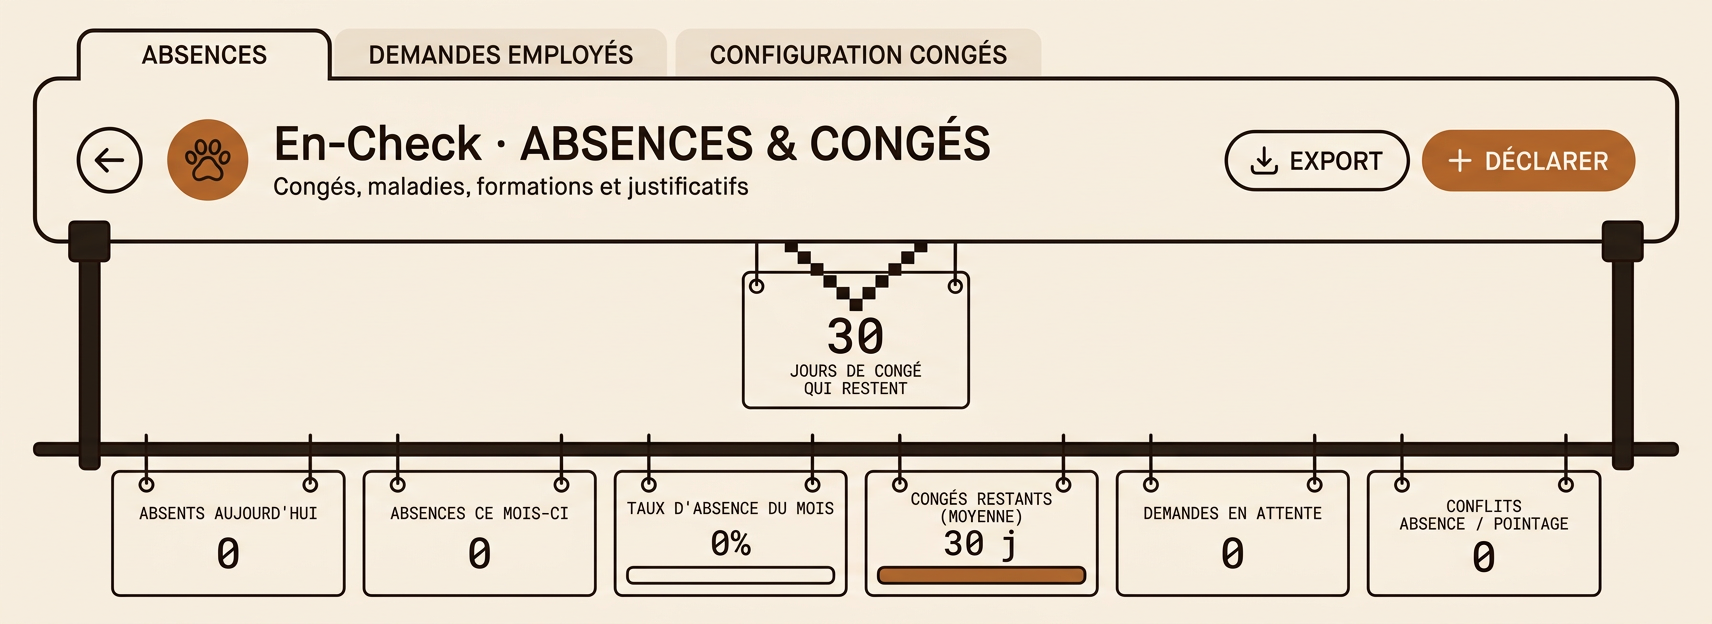 ABSENCES
DEMANDES EMPLOYÉS
CONFIGURATION CONGÉS
En-Check · ABSENCES & CONGÉS
Congés, maladies, formations et justificatifs
EXPORT
+ DÉCLARER
30
JOURS DE CONGÉ
QUI RESTENT
ABSENTS AUJOURD'HUI
0
ABSENCES CE MOIS-CI
0
TAUX D'ABSENCE DU MOIS
0%
CONGÉS RESTANTS
(MOYENNE)
30 j
DEMANDES EN ATTENTE
0
CONFLITS
ABSENCE / POINTAGE
0